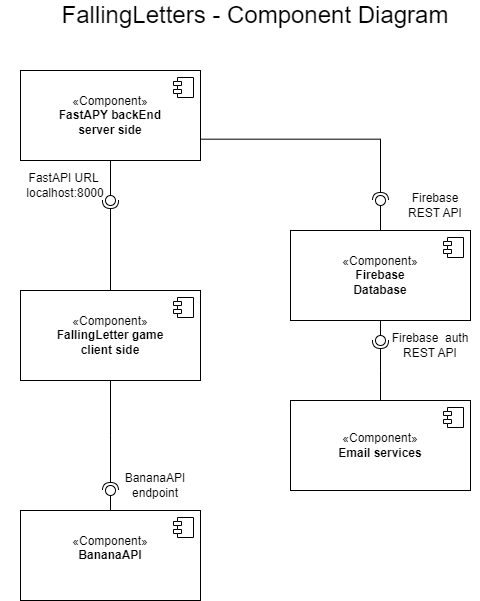 FallingLetters - Component Diagram
«Component»
FastAPY backEnd
server side
FastAPI URL
localhost:8000
Firebase
REST API
«Component»
Firebase
Database
«Component»
FallingLetter game
client side
Firebase auth
REST API
«Component»
Email services
BananaAPI
endpoint
«Component»
BananaAPI